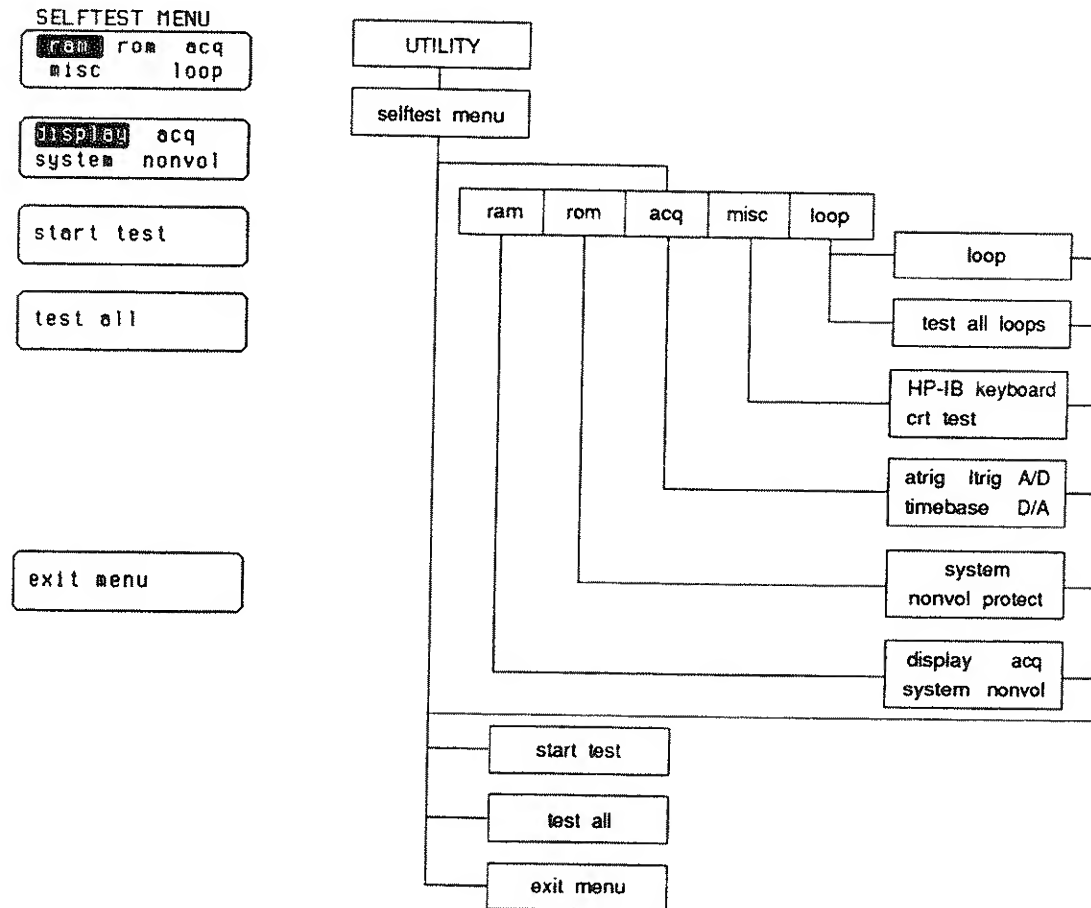 SELFTEST MENU
ram rom acq
misc loop
display acq
system nonvol
start test
test all
exit menu
UTILITY
selftest menu
ram rom acq misc loop
loop
test all loops
HP-IB keyboard
crt test
atrig ltrig A/D
timebase D/A
system
nonvol protect
display acq
system nonvol
start test
test all
exit menu